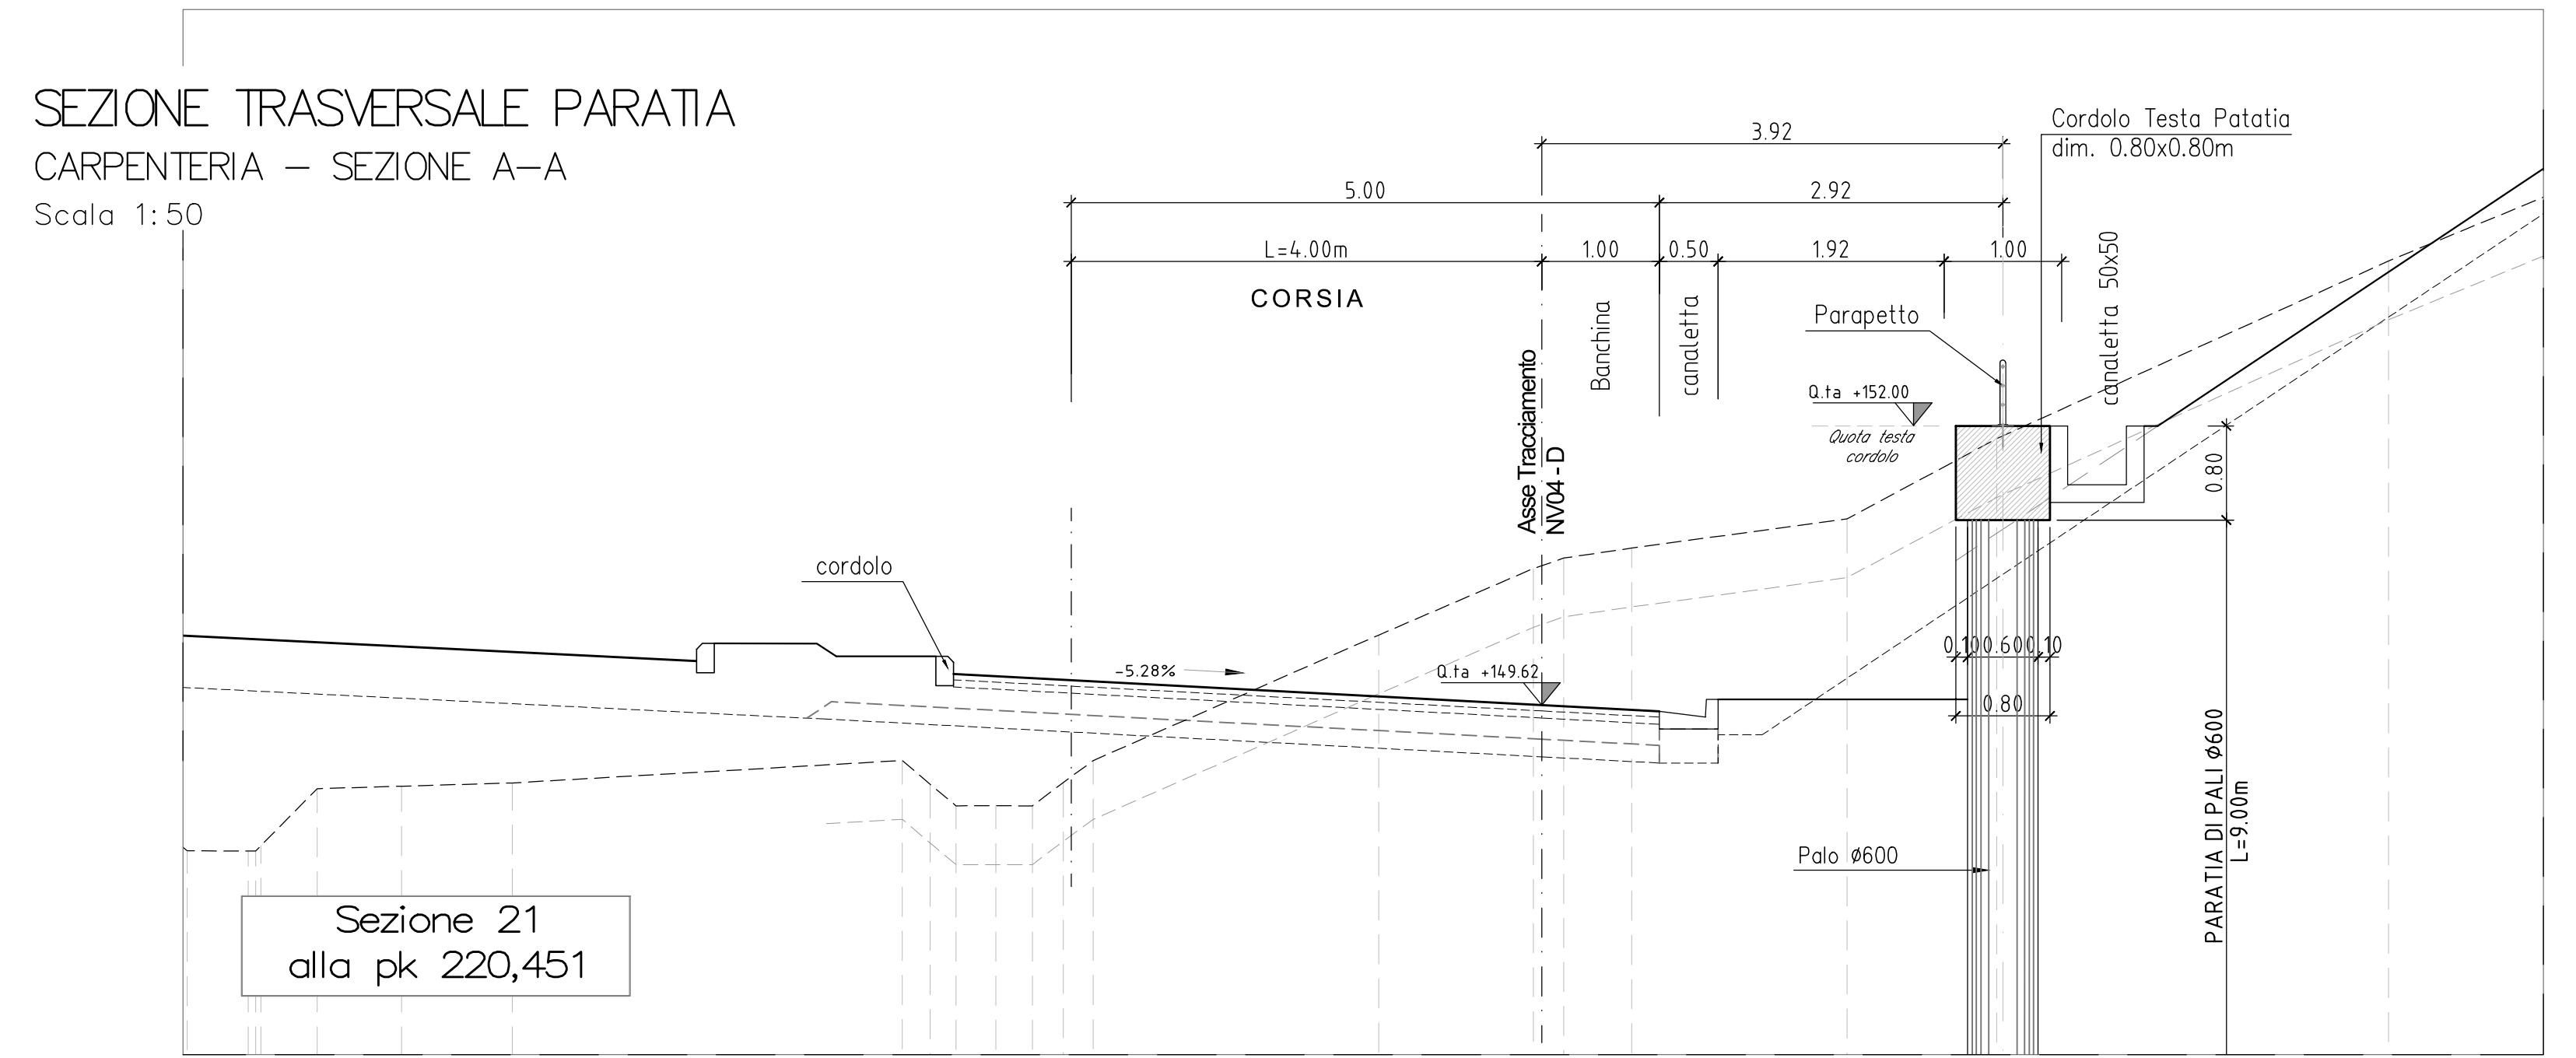 SEZIONE TRASVERSALE PARATIA
CARPENTERIA – SEZIONE A–A
Scala 1:50
3.92
Cordolo Testa Patatia
dim. 0.80x0.80m
5.00
2.92
L=4.00m
1.00
0.50
1.92
1.00
CORSIA
Banchina
canaletta
canaletta 50x50
Parapetto
Asse Tracciamento
NV04-D
Q.ta +152.00
Quota testa
cordolo
0.80
cordolo
0.10
0.60
0.10
-5.28%
Q.ta +149.62
0.80
PARATIA DI PALI Ø600
L=9.00m
Palo Ø600
Sezione 21
alla pk 220,451